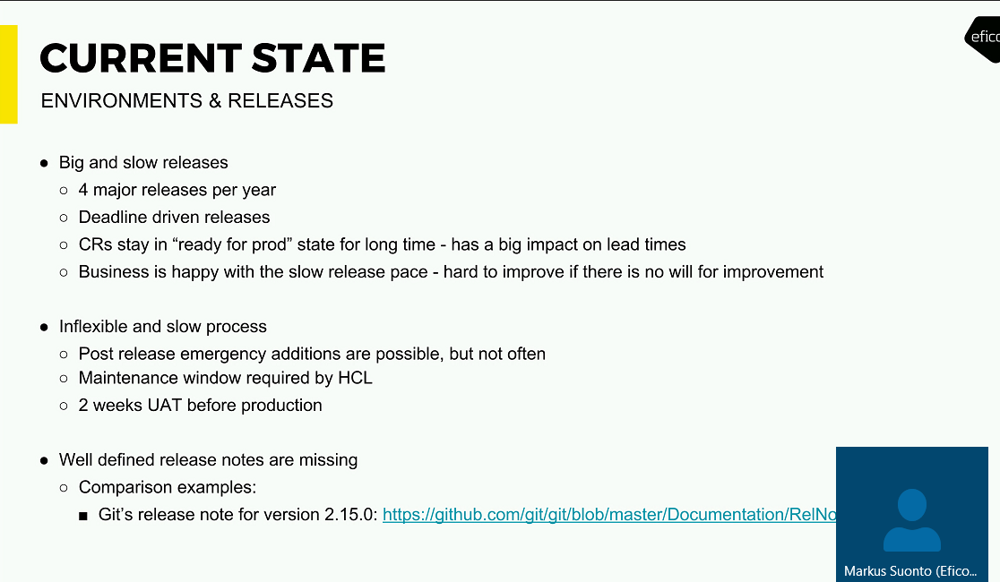 CURRENT STATE
efico
ENVIRONMENTS & RELEASES
● Big and slow releases
○ 4 major releases per year
○ Deadline driven releases
○ CRs stay in “ready for prod” state for long time - has a big impact on lead times
○ Business is happy with the slow release pace - hard to improve if there is no will for improvement
● Inflexible and slow process
○ Post release emergency additions are possible, but not often
○ Maintenance window required by HCL
○ 2 weeks UAT before production
● Well defined release notes are missing
○ Comparison examples:
■ Git’s release note for version 2.15.0: https://github.com/git/git/blob/master/Documentation/RelNo
Markus Suonto (Efico...